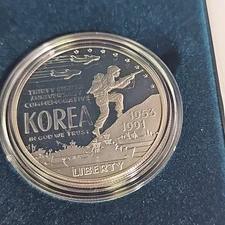 THIRTY EIGHTH
ANNIVERSARY
COMMEMORATIVE
KOREA
IN GOD WE TRUST
1953
1991
LIBERTY